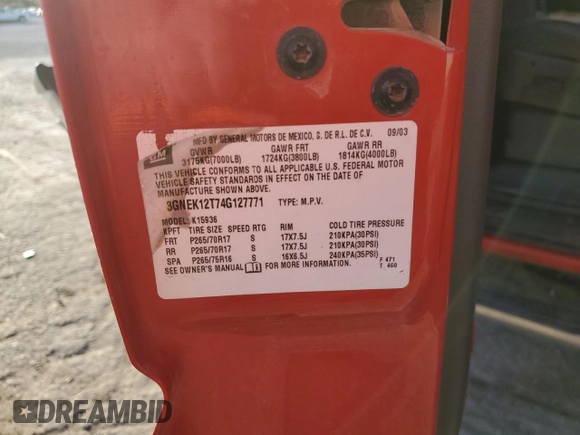 GM
MFD BY GENERAL MOTORS DE MEXICO, S. DE R.L. DE C.V. 09/03
GVWR GAWR FRT GAWR RR
3175KG(7000LB) 1724KG(3800LB) 1814KG(4000LB)
THIS VEHICLE CONFORMS TO ALL APPLICABLE U.S. FEDERAL MOTOR
VEHICLE SAFETY STANDARDS IN EFFECT ON THE DATE OF
MANUFACTURE SHOWN ABOVE.
3GNEK12T74G127771 TYPE: M.P.V.
MODEL: K15936
KPFT TIRE SIZE SPEED RTG RIM COLD TIRE PRESSURE
FRT P265/70R17 S 17X7.5J 210KPA(30PSI)
RR P265/70R17 S 17X7.5J 210KPA(30PSI)
SPA P265/75R16 S 16X6.5J 240KPA(35PSI)
SEE OWNER'S MANUAL FOR MORE INFORMATION.
F 471
T 460
DREAMBID